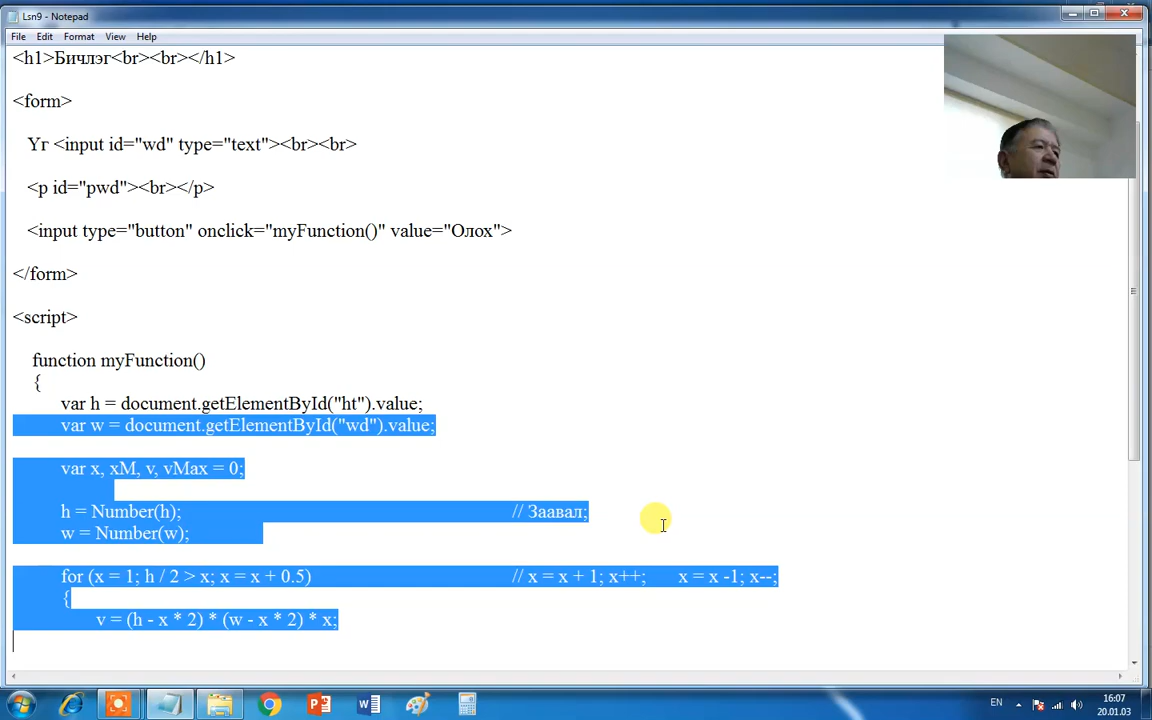 Lsn9 - Notepad
File Edit Format View Help
<h1>Бичлэг<br><br></h1>
<form>
Үг <input id="wd" type="text"><br><br>
<p id="pwd"><br></p>
<input type="button" onclick="myFunction()" value="Олох">
</form>
<script>
function myFunction()
{
var h = document.getElementById("ht").value;
var w = document.getElementById("wd").value;
var x, xM, v, vMax = 0;
h = Number(h); // Заавал;
w = Number(w);
for (x = 1; h / 2 > x; x = x + 0.5) // x = x + 1; x++; x = x -1; x--;
{
v = (h - x * 2) * (w - x * 2) * x;
EN
16:07
20.01.03